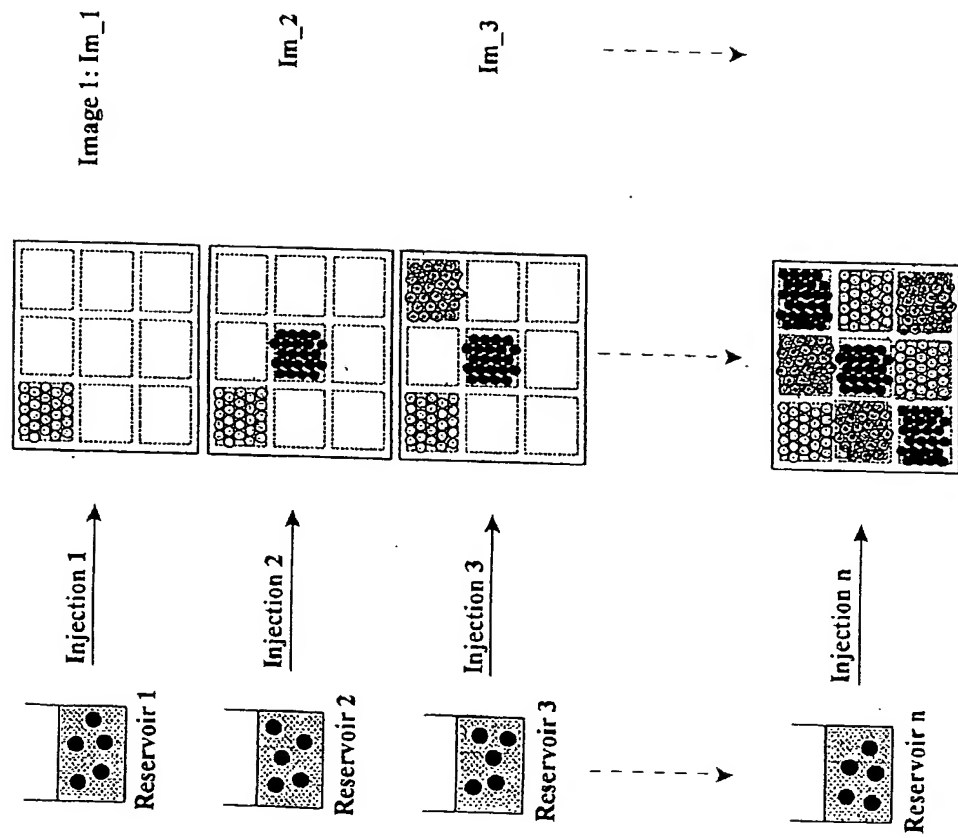 Reservoir 1
Injection 1
Image 1: Im_1
Reservoir 2
Injection 2
Im_2
Reservoir 3
Injection 3
Im_3
Reservoir n
Injection n